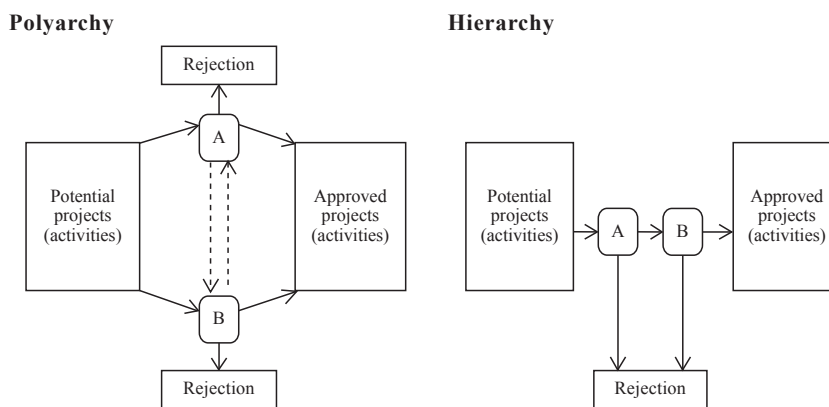 Polyarchy
Rejection
A
Potential
projects
(activities)
Approved
projects
(activities)
B
Rejection
Hierarchy
Potential
projects
(activities)
A
B
Approved
projects
(activities)
Rejection